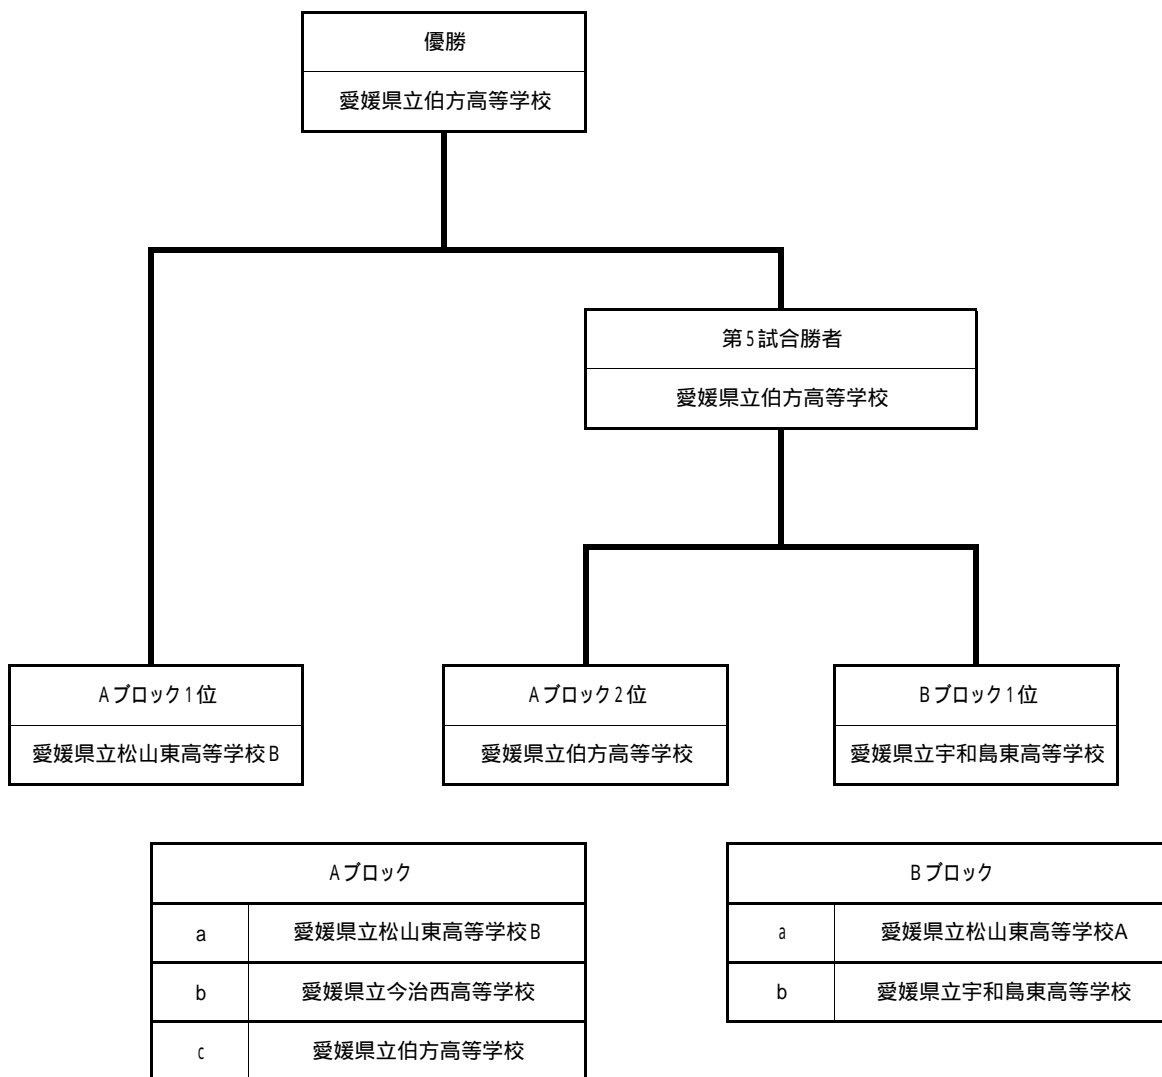 優勝
愛媛県立伯方高等学校
第5試合勝者
愛媛県立伯方高等学校
Aブロック1位
愛媛県立松山東高等学校B
Aブロック2位
愛媛県立伯方高等学校
Bブロック1位
愛媛県立宇和島東高等学校
Aブロック
a 愛媛県立松山東高等学校B
b 愛媛県立今治西高等学校
c 愛媛県立伯方高等学校
Bブロック
a 愛媛県立松山東高等学校A
b 愛媛県立宇和島東高等学校